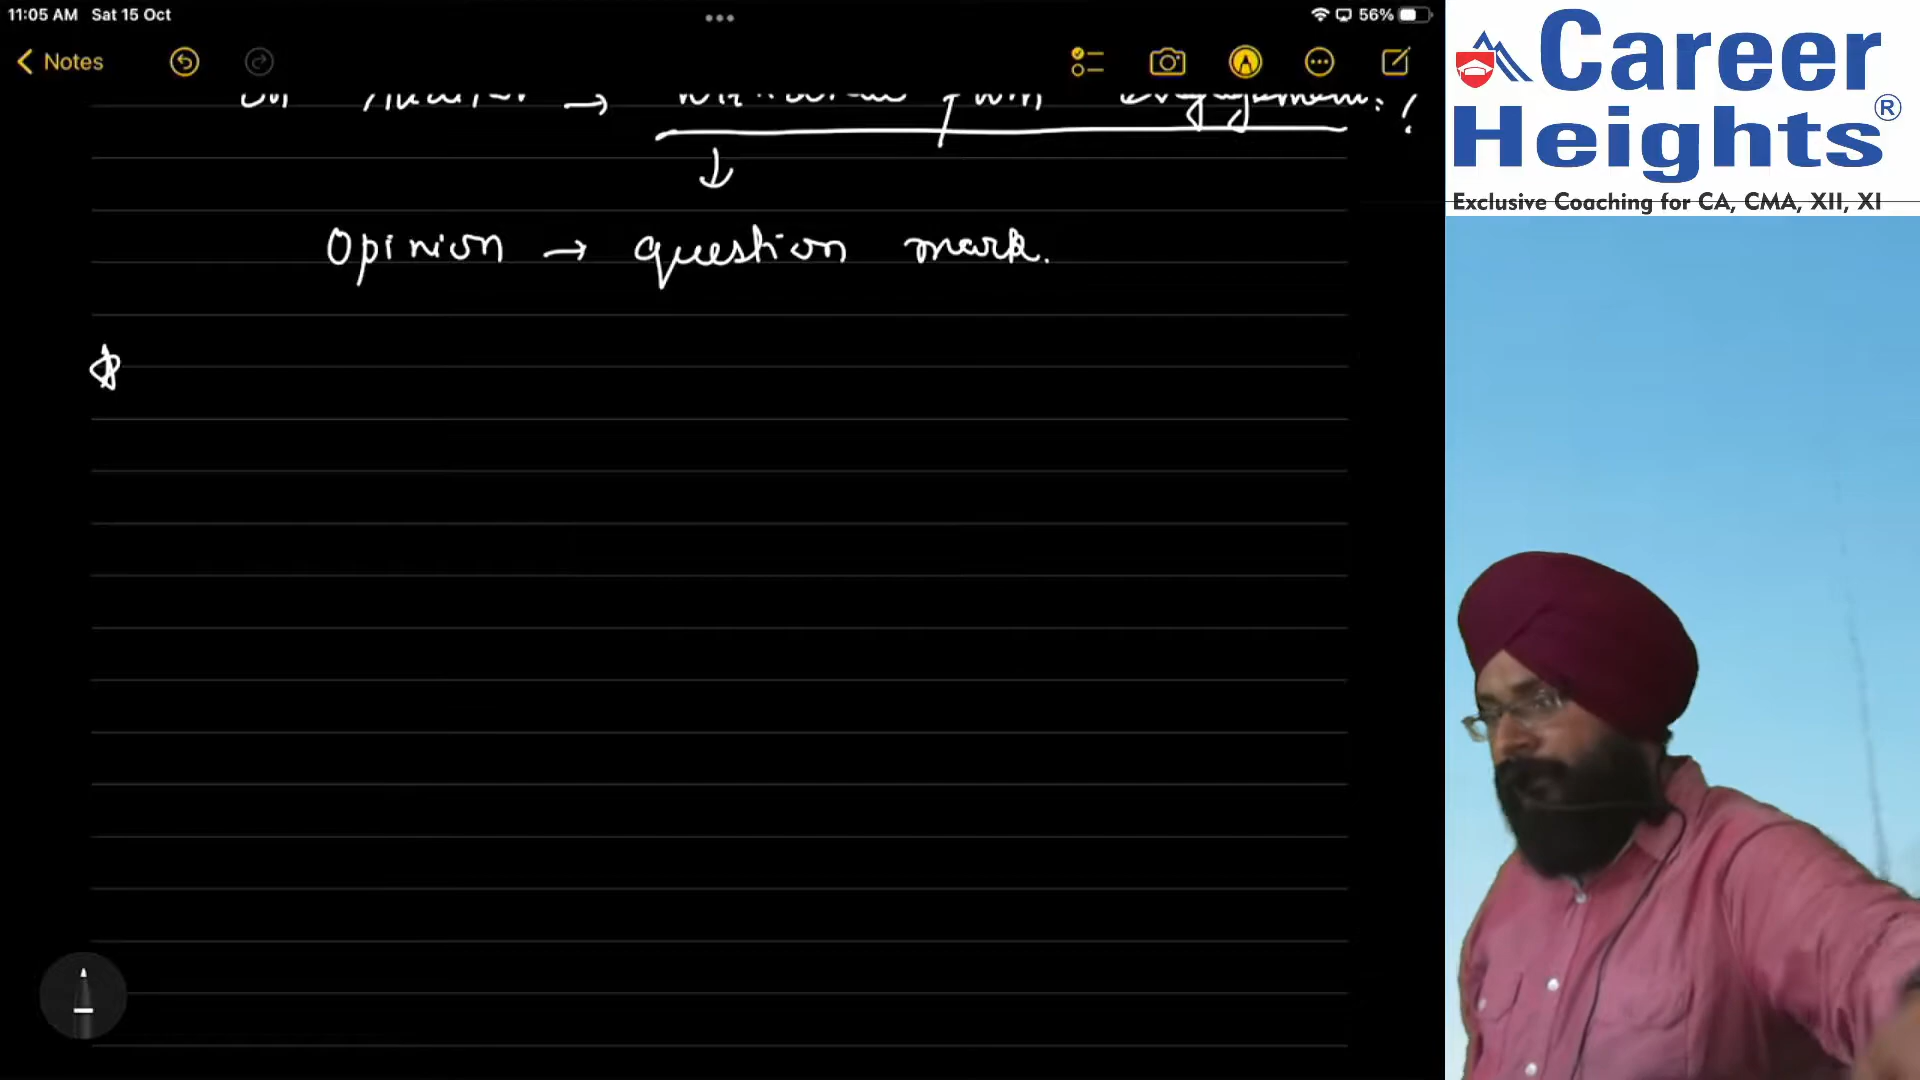 11:05 AM Sat 15 Oct
56%
Notes
Career
Heights®
Exclusive Coaching for CA, CMA, XII, XI
→ from !
↓
Opinion → question mark.